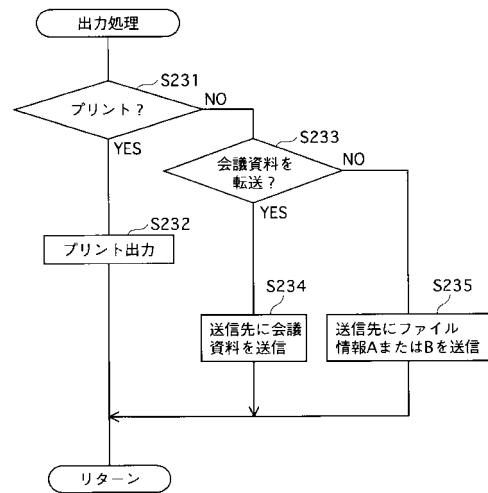 出力処理
S231
プリント？
NO
YES
S233
会議資料を
転送？
NO
YES
S232
プリント出力
S234
送信先に会議
資料を送信
S235
送信先にファイル
情報AまたはBを送信
リターン